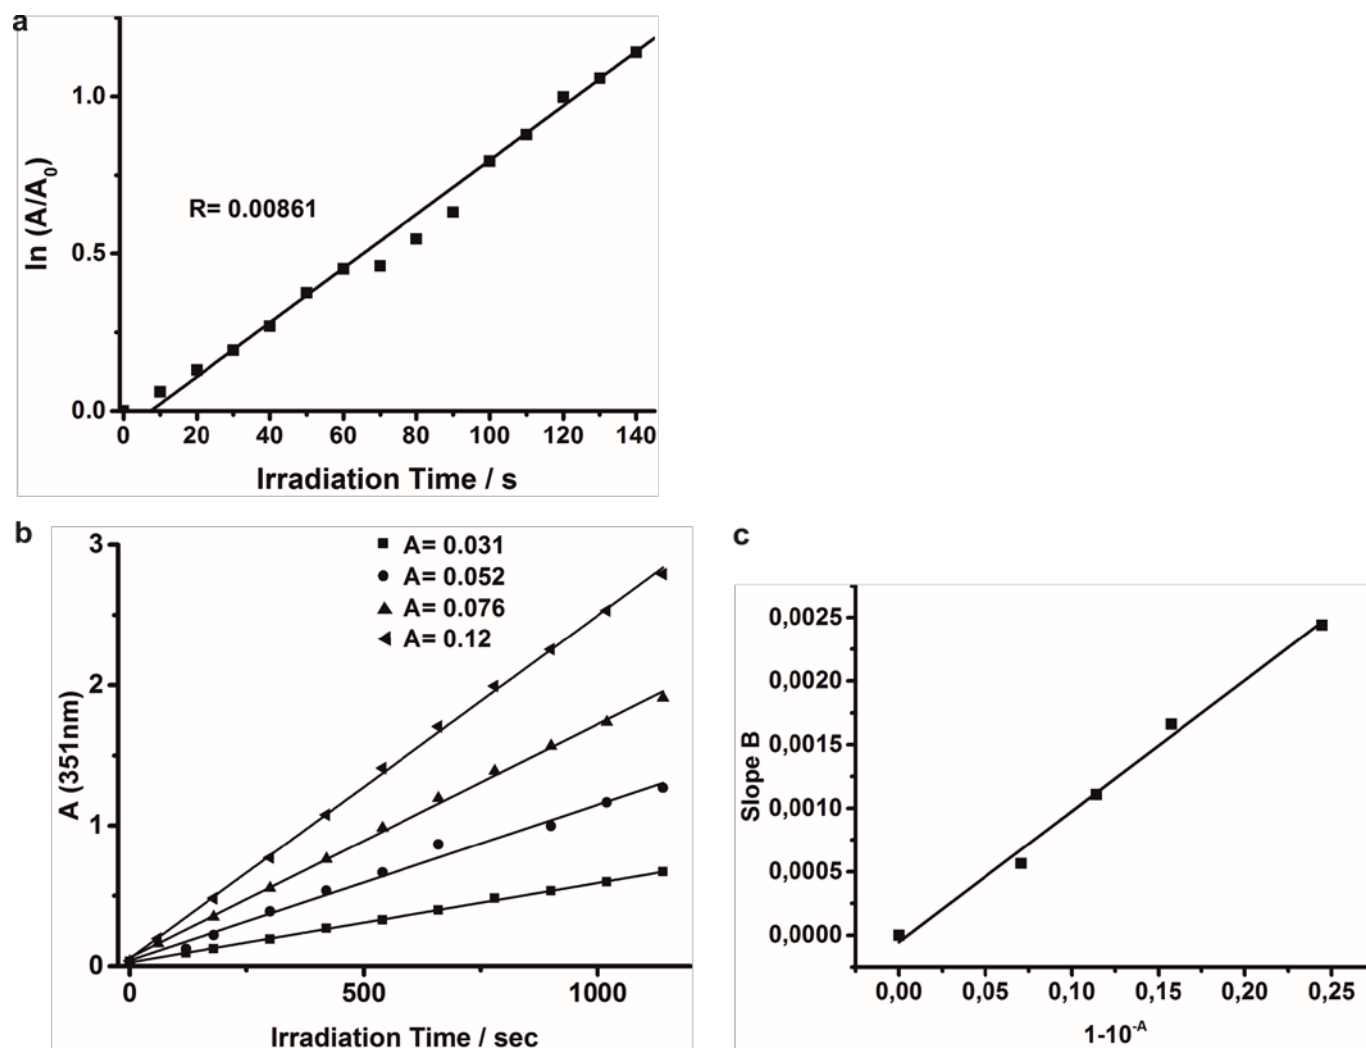 a
1.0
0.5
0.0
ln (A/A₀)
R= 0.00861
0 20 40 60 80 100 120 140
Irradiation Time / s
b
3
2
1
0
A (351nm)
A= 0.031
A= 0.052
A= 0.076
A= 0.12
0 500 1000
Irradiation Time / sec
c
0,0025
0,0020
0,0015
0,0010
0,0005
0,0000
Slope B
0,00 0,05 0,10 0,15 0,20 0,25
1-10⁻ᴬ